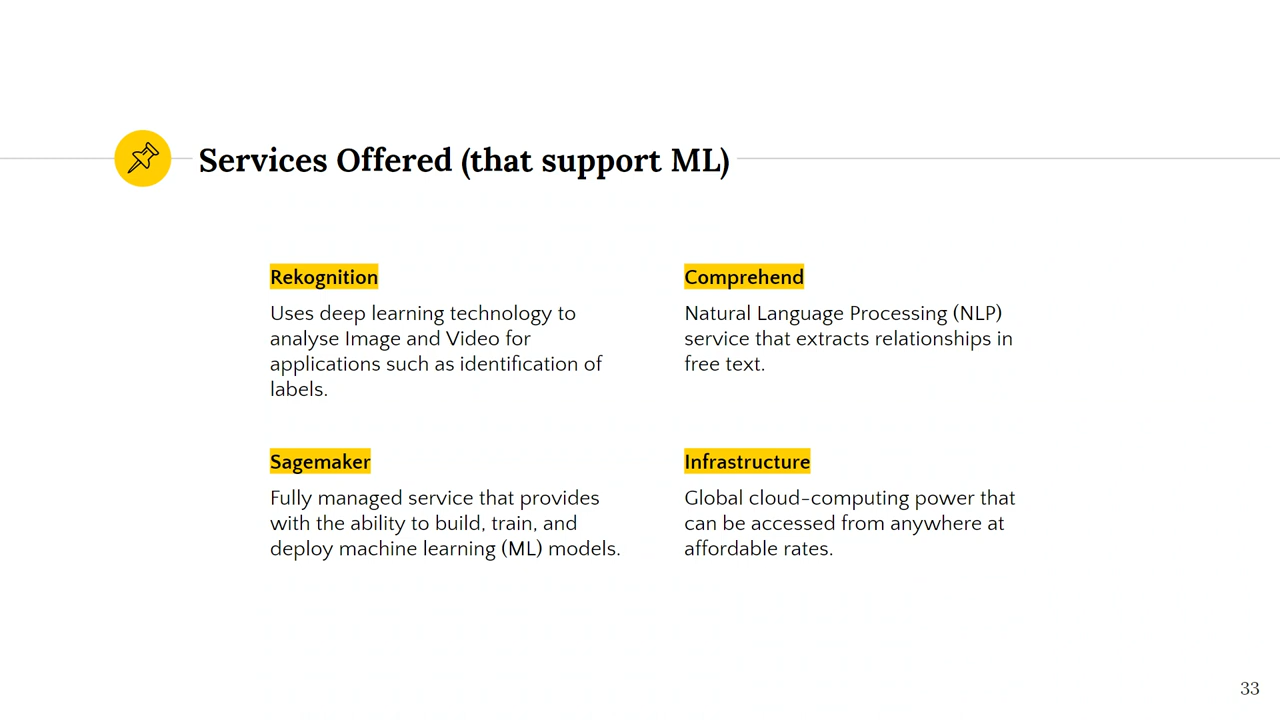 Services Offered (that support ML)
Rekognition
Uses deep learning technology to
analyse Image and Video for
applications such as identification of
labels.
Comprehend
Natural Language Processing (NLP)
service that extracts relationships in
free text.
Sagemaker
Fully managed service that provides
with the ability to build, train, and
deploy machine learning (ML) models.
Infrastructure
Global cloud-computing power that
can be accessed from anywhere at
affordable rates.
33